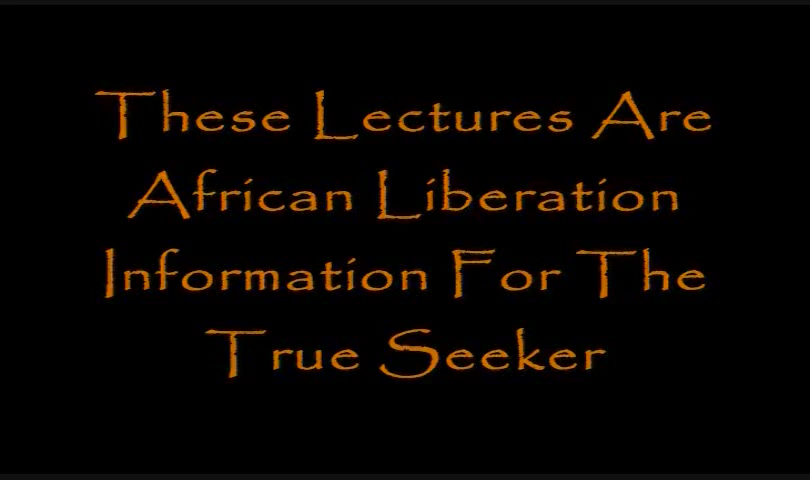 These Lectures Are
African Liberation
Information For The
True Seeker